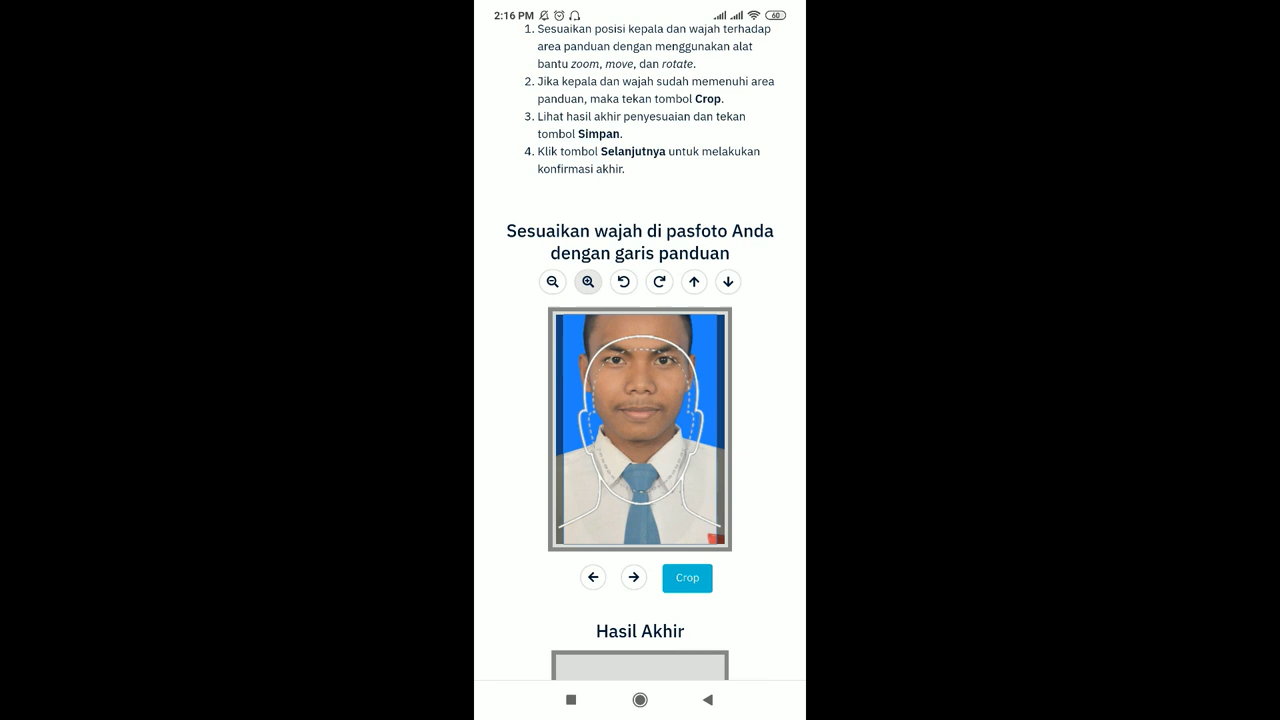 2:16 PM
60
1. Sesuaikan posisi kepala dan wajah terhadap
area panduan dengan menggunakan alat
bantu zoom, move, dan rotate.
2. Jika kepala dan wajah sudah memenuhi area
panduan, maka tekan tombol Crop.
3. Lihat hasil akhir penyesuaian dan tekan
tombol Simpan.
4. Klik tombol Selanjutnya untuk melakukan
konfirmasi akhir.
Sesuaikan wajah di pasfoto Anda
dengan garis panduan
Crop
Hasil Akhir